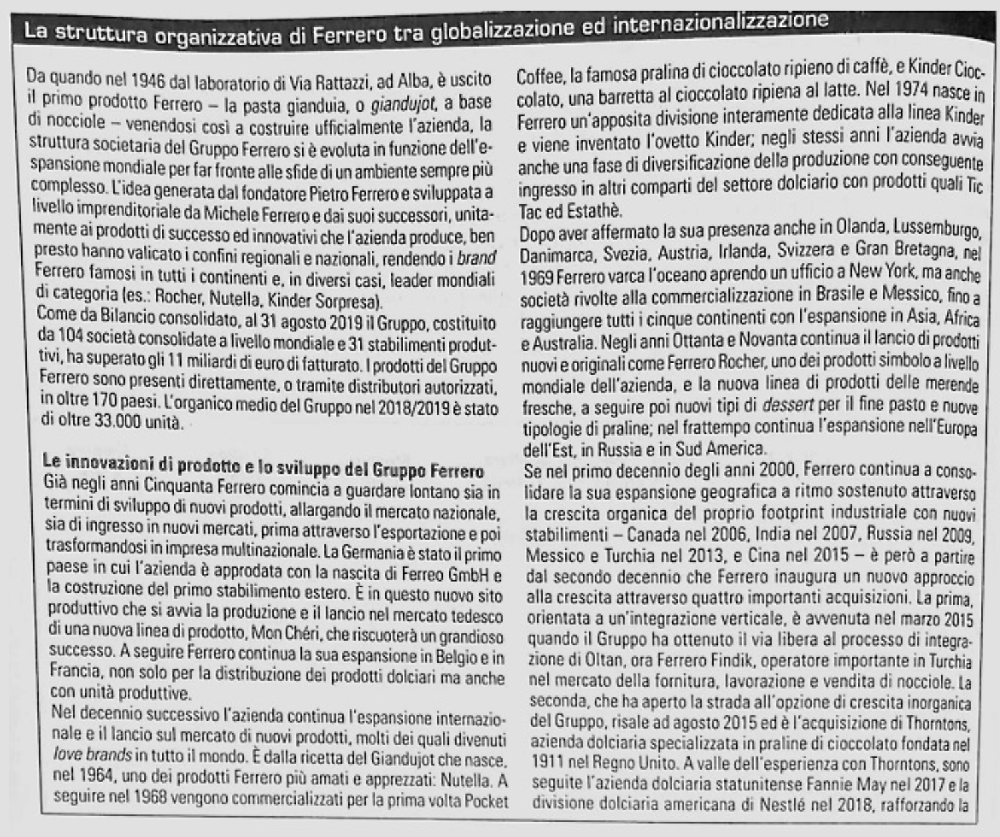 La struttura organizzativa di Ferrero tra globalizzazione ed internazionalizzazione
Da quando nel 1946 dal laboratorio di Via Rattazzi, ad Alba, è uscito
il primo prodotto Ferrero – la pasta gianduia, o giandujot, a base
di nocciole – venendosi così a costruire ufficialmente l'azienda, la
struttura societaria del Gruppo Ferrero si è evoluta in funzione dell'e-
spansione mondiale per far fronte alle sfide di un ambiente sempre più
complesso. L'idea generata dal fondatore Pietro Ferrero e sviluppata a
livello imprenditoriale da Michele Ferrero e dai suoi successori, unita-
mente ai prodotti di successo ed innovativi che l'azienda produce, ben
presto hanno valicato i confini regionali e nazionali, rendendo i brand
Ferrero famosi in tutti i continenti e, in diversi casi, leader mondiali
di categoria (es.: Rocher, Nutella, Kinder Sorpresa).
Come da Bilancio consolidato, al 31 agosto 2019 il Gruppo, costituito
da 104 società consolidate a livello mondiale e 31 stabilimenti produt-
tivi, ha superato gli 11 miliardi di euro di fatturato. I prodotti del Gruppo
Ferrero sono presenti direttamente, o tramite distributori autorizzati,
in oltre 170 paesi. L'organico medio del Gruppo nel 2018/2019 è stato
di oltre 33.000 unità.
Le innovazioni di prodotto e lo sviluppo del Gruppo Ferrero
Già negli anni Cinquanta Ferrero comincia a guardare lontano sia in
termini di sviluppo di nuovi prodotti, allargando il mercato nazionale,
sia di ingresso in nuovi mercati, prima attraverso l'esportazione e poi
trasformandosi in impresa multinazionale. La Germania è stato il primo
paese in cui l'azienda è approdata con la nascita di Ferreo GmbH e
la costruzione del primo stabilimento estero. È in questo nuovo sito
produttivo che si avvia la produzione e il lancio nel mercato tedesco
di una nuova linea di prodotto, Mon Chéri, che riscuoterà un grandioso
successo. A seguire Ferrero continua la sua espansione in Belgio e in
Francia, non solo per la distribuzione dei prodotti dolciari ma anche
con unità produttive.
Nel decennio successivo l'azienda continua l'espansione internazio-
nale e il lancio sul mercato di nuovi prodotti, molti dei quali divenuti
love brands in tutto il mondo. È dalla ricetta del Giandujot che nasce,
nel 1964, uno dei prodotti Ferrero più amati e apprezzati: Nutella. A
seguire nel 1968 vengono commercializzati per la prima volta Pocket
Coffee, la famosa pralina di cioccolato ripieno di caffè, e Kinder Cioc-
colato, una barretta al cioccolato ripiena al latte. Nel 1974 nasce in
Ferrero un'apposita divisione interamente dedicata alla linea Kinder
e viene inventato l'ovetto Kinder; negli stessi anni l'azienda avvia
anche una fase di diversificazione della produzione con conseguente
ingresso in altri comparti del settore dolciario con prodotti quali Tic
Tac ed Estathè.
Dopo aver affermato la sua presenza anche in Olanda, Lussemburgo,
Danimarca, Svezia, Austria, Irlanda, Svizzera e Gran Bretagna, nel
1969 Ferrero varca l'oceano aprendo un ufficio a New York, ma anche
società rivolte alla commercializzazione in Brasile e Messico, fino a
raggiungere tutti i cinque continenti con l'espansione in Asia, Africa
e Australia. Negli anni Ottanta e Novanta continua il lancio di prodotti
nuovi e originali come Ferrero Rocher, uno dei prodotti simbolo a livello
mondiale dell'azienda, e la nuova linea di prodotti delle merende
fresche, a seguire poi nuovi tipi di dessert per il fine pasto e nuove
tipologie di praline; nel frattempo continua l'espansione nell'Europa
dell'Est, in Russia e in Sud America.
Se nel primo decennio degli anni 2000, Ferrero continua a conso-
lidare la sua espansione geografica a ritmo sostenuto attraverso
la crescita organica del proprio footprint industriale con nuovi
stabilimenti – Canada nel 2006, India nel 2007, Russia nel 2009,
Messico e Turchia nel 2013, e Cina nel 2015 – è però a partire
dal secondo decennio che Ferrero inaugura un nuovo approccio
alla crescita attraverso quattro importanti acquisizioni. La prima,
orientata a un'integrazione verticale, è avvenuta nel marzo 2015
quando il Gruppo ha ottenuto il via libera al processo di integra-
zione di Oltan, ora Ferrero Findik, operatore importante in Turchia
nel mercato della fornitura, lavorazione e vendita di nocciole. La
seconda, che ha aperto la strada all'opzione di crescita inorganica
del Gruppo, risale ad agosto 2015 ed è l'acquisizione di Thorntons,
azienda dolciaria specializzata in praline di cioccolato fondata nel
1911 nel Regno Unito. A valle dell'esperienza con Thorntons, sono
seguite l'azienda dolciaria statunitense Fannie May nel 2017 e la
divisione dolciaria americana di Nestlé nel 2018, rafforzando la